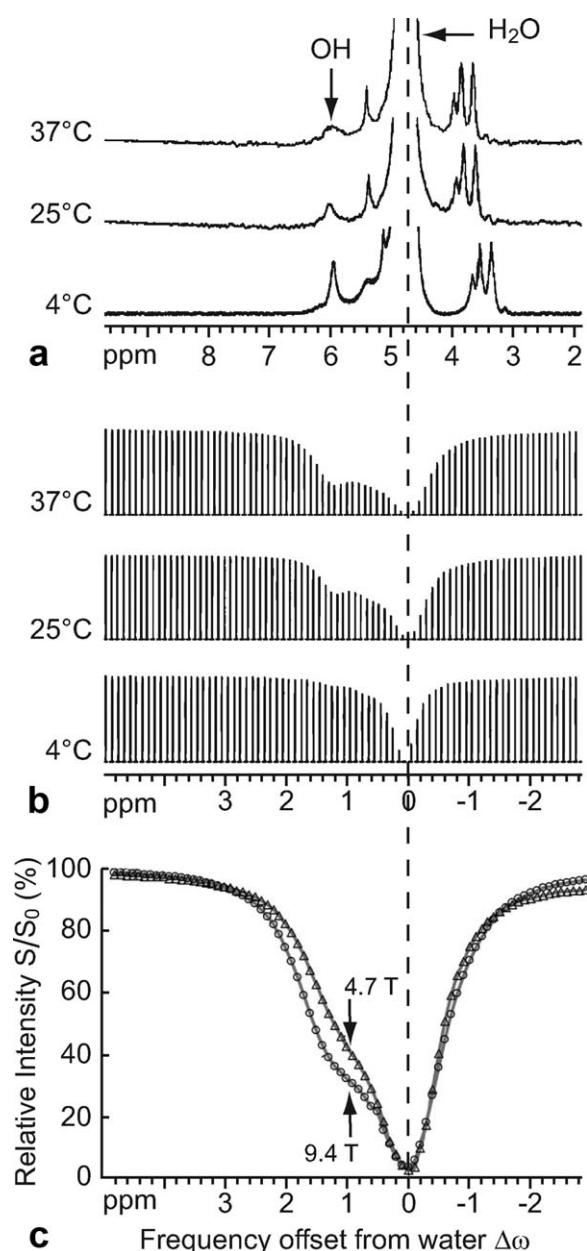 OH
H₂O
37°C
25°C
4°C
ppm 8 7 6 5 4 3 2
a
37°C
25°C
4°C
ppm 3 2 1 0 -1 -2
b
Relative Intensity S/S₀ (%)
100
80
60
40
20
0
4.7 T
9.4 T
ppm 3 2 1 0 -1 -2
c
Frequency offset from water Δω